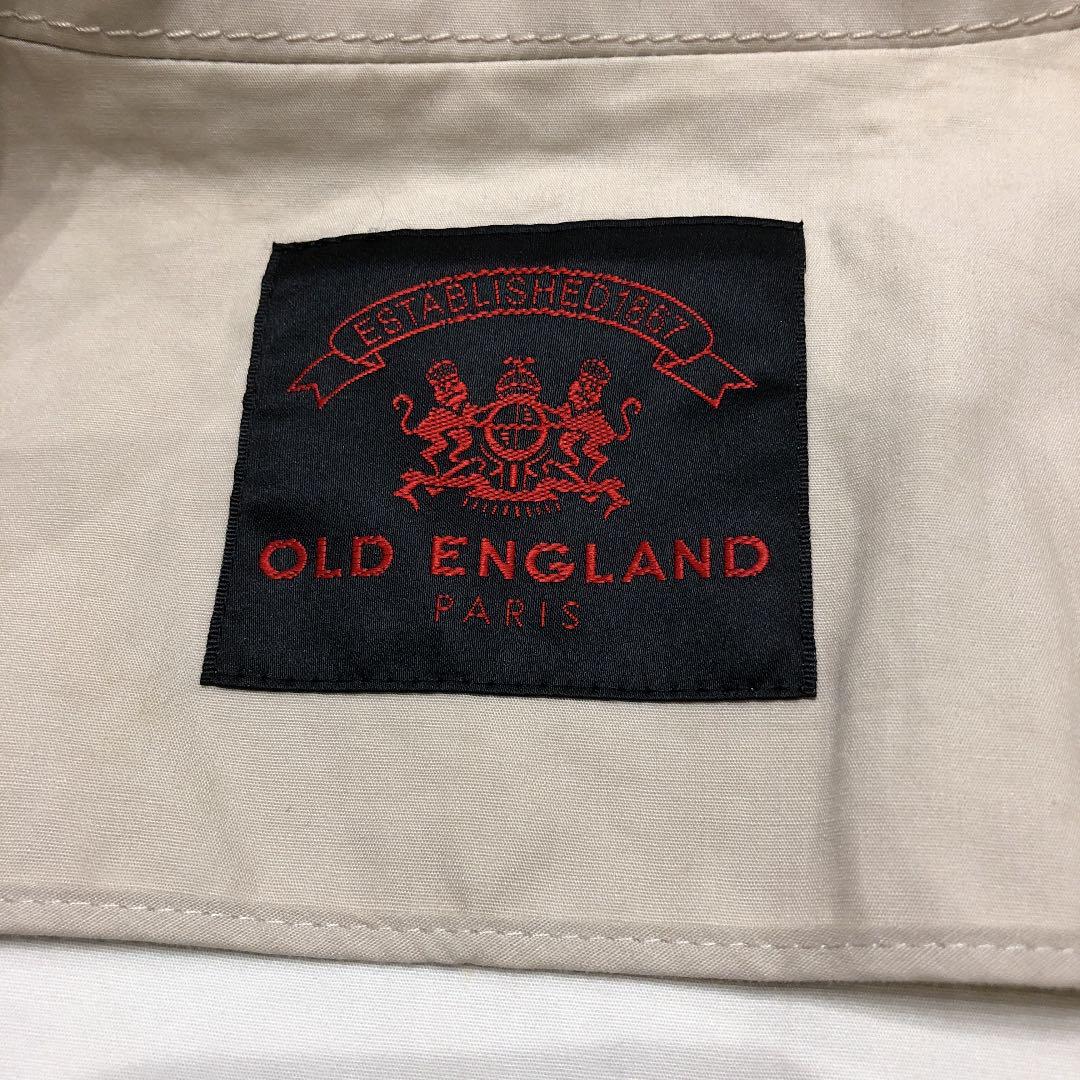 ESTABLISHED 1867
OLD ENGLAND
PARIS